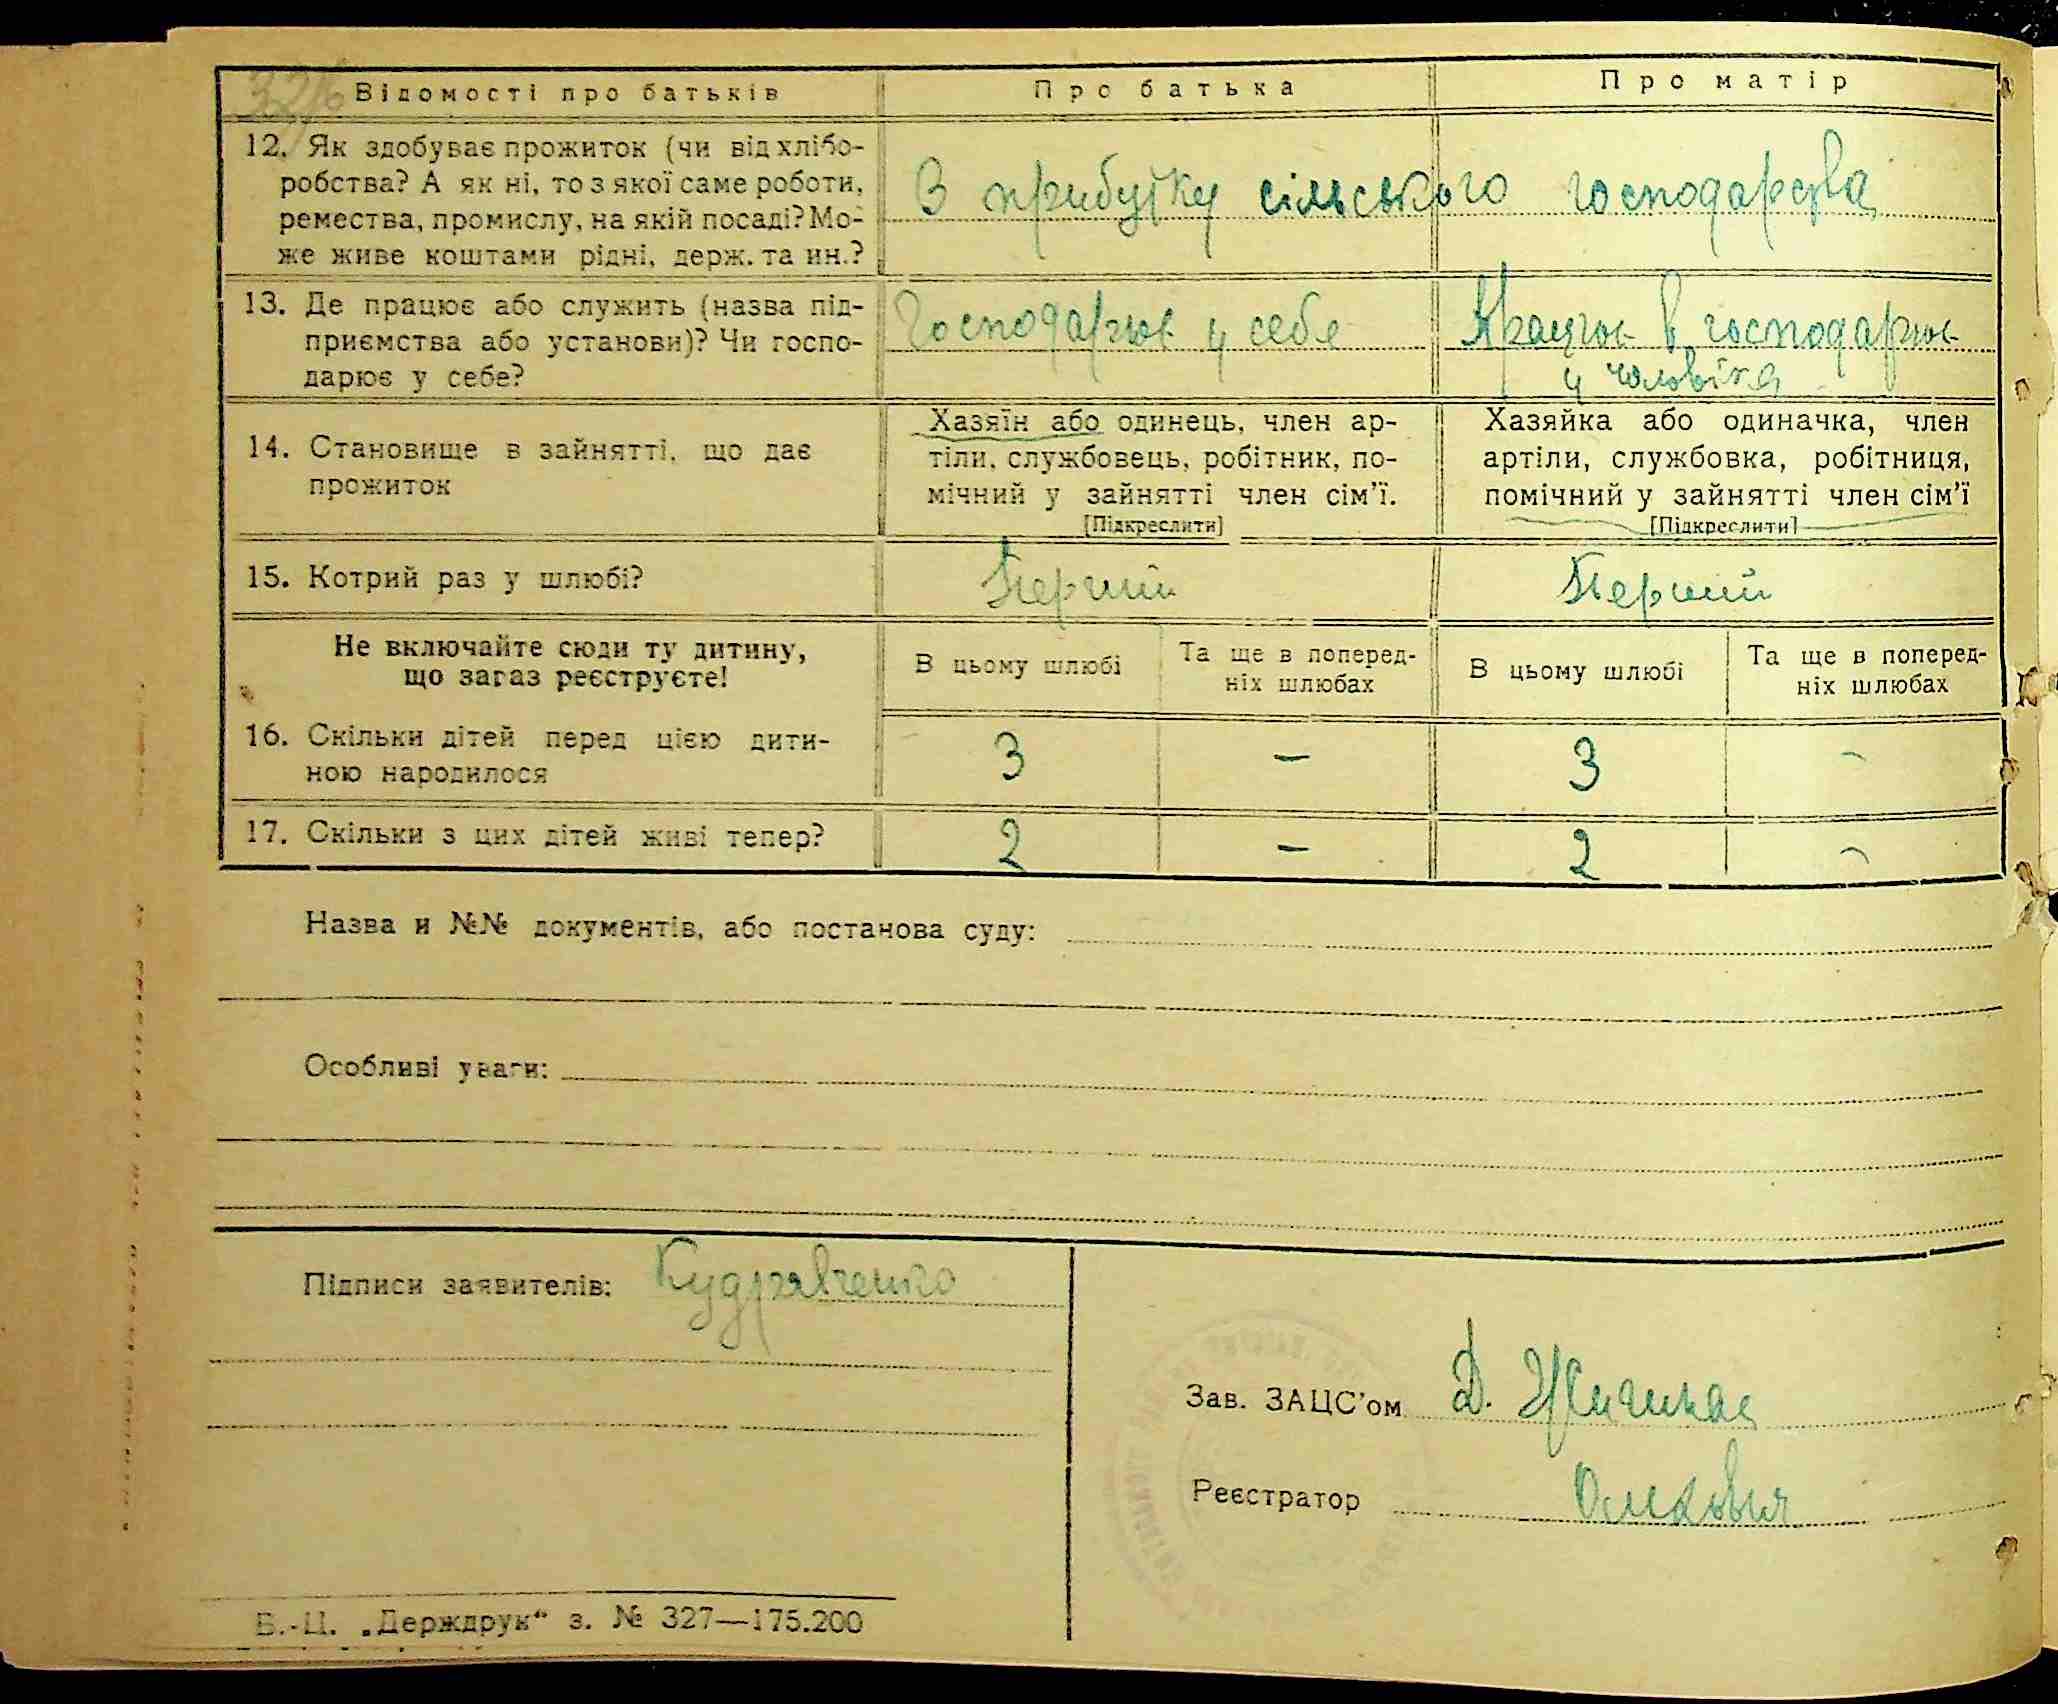 Відомості про батьків
Про батька
Про матір
12. Як здобуває прожиток (чи від хлібо-
робства? А як ні, то з якої саме роботи,
ремества, промислу, на якій посаді? Мо-
же живе коштами рідні, держ. та ин.?
З прибутку сільського господарства
13. Де працює або служить (назва під-
приємства або установи)? Чи госпо-
дарює у себе?
Господарює у себе
Працює в господарює
у чоловіка
14. Становище в зайнятті, що дає
прожиток
Хазяїн або одинець, член ар-
тіли, службовець, робітник, по-
мічний у зайнятті член сім’ї.
[Підкреслити]
Хазяйка або одиначка, член
артіли, службовка, робітниця,
помічний у зайнятті член сім’ї
[Підкреслити]
15. Котрий раз у шлюбі?
Перший
Перший
Не включайте сюди ту дитину,
що зараз реєструєте!
В цьому шлюбі
Та ще в поперед-
ніх шлюбах
В цьому шлюбі
Та ще в поперед-
ніх шлюбах
16. Скільки дітей перед цією дити-
ною народилося
3 — 3 —
17. Скільки з цих дітей живі тепер?
2 — 2 —
Назва и №№ документів, або постанова суду:
Особливі уваги:
Підписи заявителів: Кудрявченко
Зав. ЗАЦС’ом Д.
Реєстратор
Б.-Ц. „Держдрук“ з. № 327—175.200